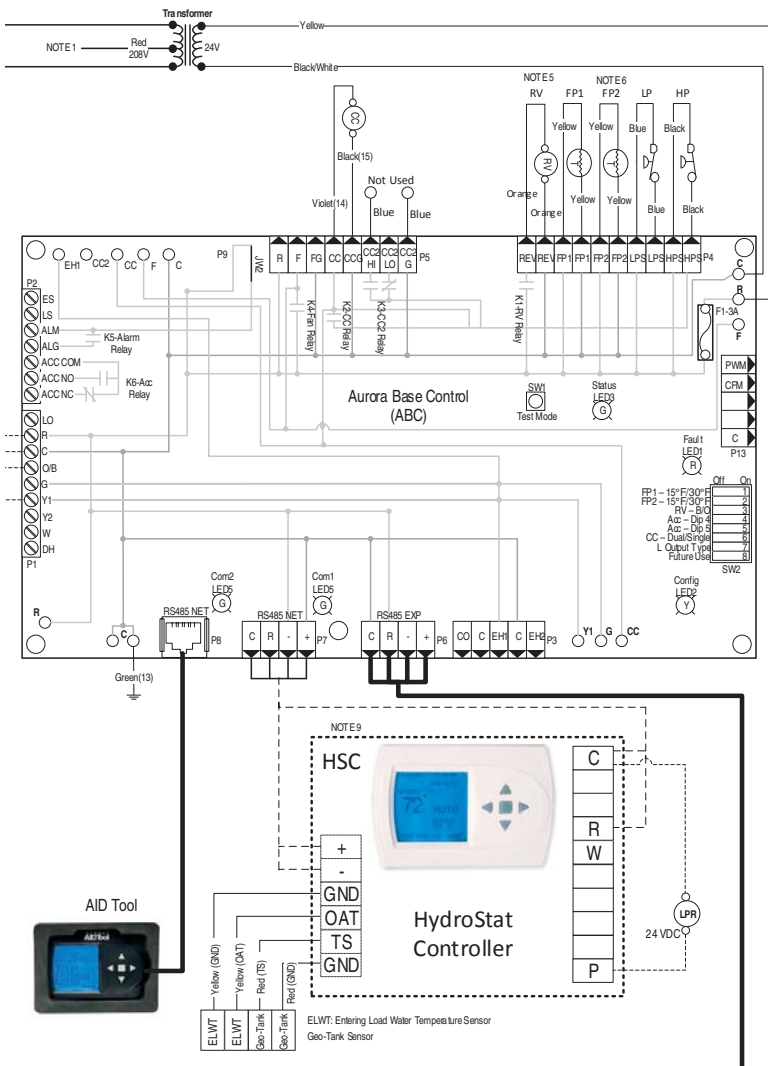 Transformer
Yellow
NOTE 1
Red
208V
24V
Black/White
NOTE 5
NOTE 6
RV
FP1
FP2
LP
HP
CC
Yellow
Yellow
Blue
Black
Black(15)
RV
Not Used
Orange
Yellow
Yellow
Violet(14)
Blue
Blue
Orange
Blue
Black
EH1
CC2
CC
F
C
P9
JW2
R
F
FG
CC
CCG
CC2 HI
CC2 LO
CC2 G
P5
REV
REV
FP1
FP1
FP2
FP2
LPS
LPS
HPS
HPS
P4
C
R
F1-3A
F
P2
ES
LS
ALM
ALG
ACC COM
ACC NO
ACC NC
K5-Alarm
Relay
K6-Acc
Relay
K4-Fan Relay
K2-CC Relay
K3-CC2 Relay
K1-RV Relay
Aurora Base Control
(ABC)
SW1
Test Mode
Status
LED3
G
PWM
CFM
C
P13
Fault
LED1
R
LO
R
C
O/B
G
Y1
Y2
W
DH
P1
Off
On
FP1 – 15°F/30°F
1
FP2 – 15°F/30°F
2
RV – B/O
3
Acc – Dip 4
4
Acc – Dip 5
5
CC – Dual/Single
6
L Output Type
7
Future Use
8
SW2
Config
LED2
Y
R
C
Green(13)
RS485 NET
P8
Com2
LED5
G
Com1
LED5
G
RS485 NET
C
R
-
+
P7
RS485 EXP
C
R
-
+
P6
CO
C
EH1
C
EH2
P3
Y1
G
CC
NOTE 9
HSC
72
AUTO
C
R
W
P
+
-
GND
OAT
TS
GND
HydroStat
Controller
LPR
24 VDC
AID Tool
AID Tool
Yellow (GND)
Yellow (OAT)
Red (TS)
Red (GND)
ELWT
ELWT
Geo-Tank
Geo-Tank
ELWT: Entering Load Water Temperature Sensor
Geo-Tank Sensor